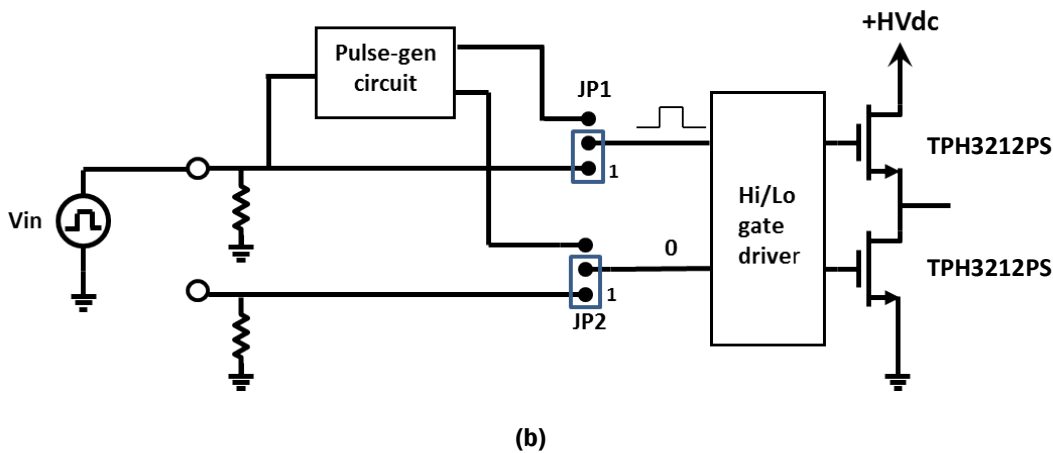 +HVdc
Pulse-gen
circuit
JP1
TPH3212PS
1
Vin
Hi/Lo
gate
driver
0
TPH3212PS
1
JP2
(b)